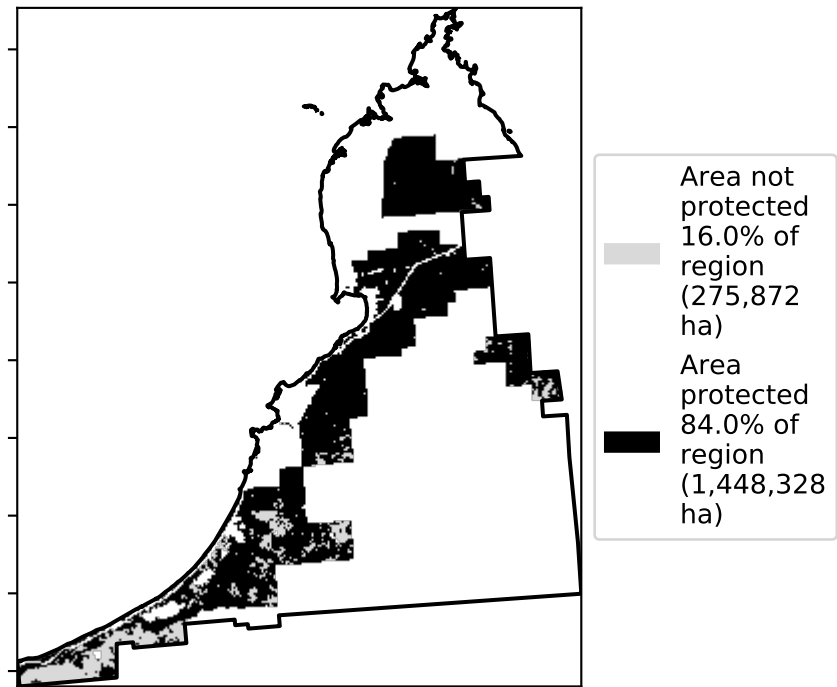 Area not
protected
16.0% of
region
(275,872
ha)
Area
protected
84.0% of
region
(1,448,328
ha)